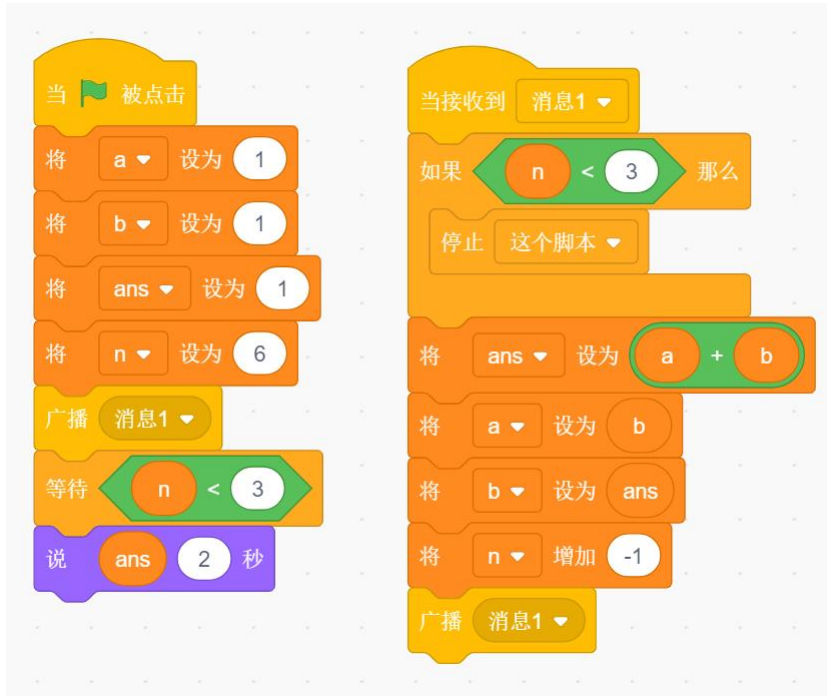 当 被点击
将 a 设为 1
将 b 设为 1
将 ans 设为 1
将 n 设为 6
广播 消息1
等待 n < 3
说 ans 2 秒
当接收到 消息1
如果 n < 3 那么
停止 这个脚本
将 ans 设为 a + b
将 a 设为 b
将 b 设为 ans
将 n 增加 -1
广播 消息1